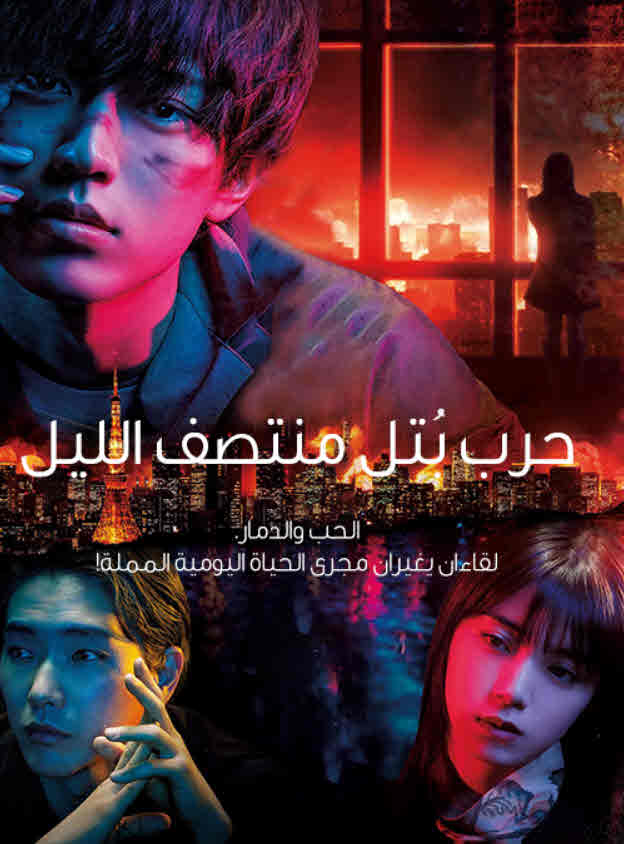 حرب بُتل منتصف الليل
الحب والدمار.
لقاءان يغيران مجرى الحياة اليومية المملة!